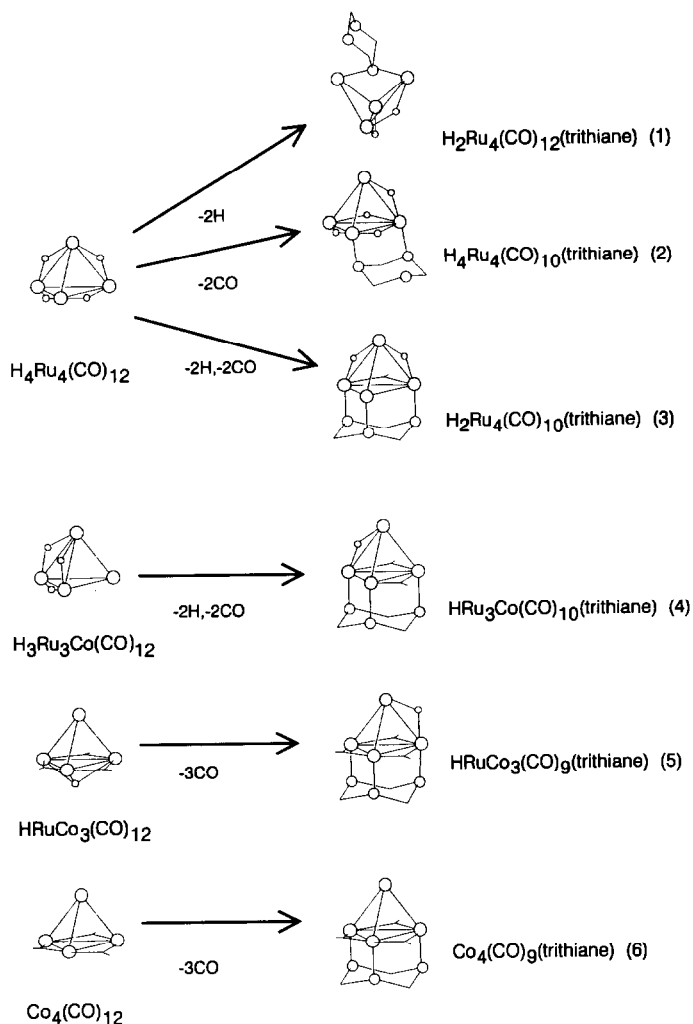 H2Ru4(CO)12(trithiane) (1)
-2H
H4Ru4(CO)10(trithiane) (2)
-2CO
H4Ru4(CO)12
-2H,-2CO
H2Ru4(CO)10(trithiane) (3)
H3Ru3Co(CO)12
-2H,-2CO
HRu3Co(CO)10(trithiane) (4)
HRuCo3(CO)12
-3CO
HRuCo3(CO)9(trithiane) (5)
Co4(CO)12
-3CO
Co4(CO)9(trithiane) (6)